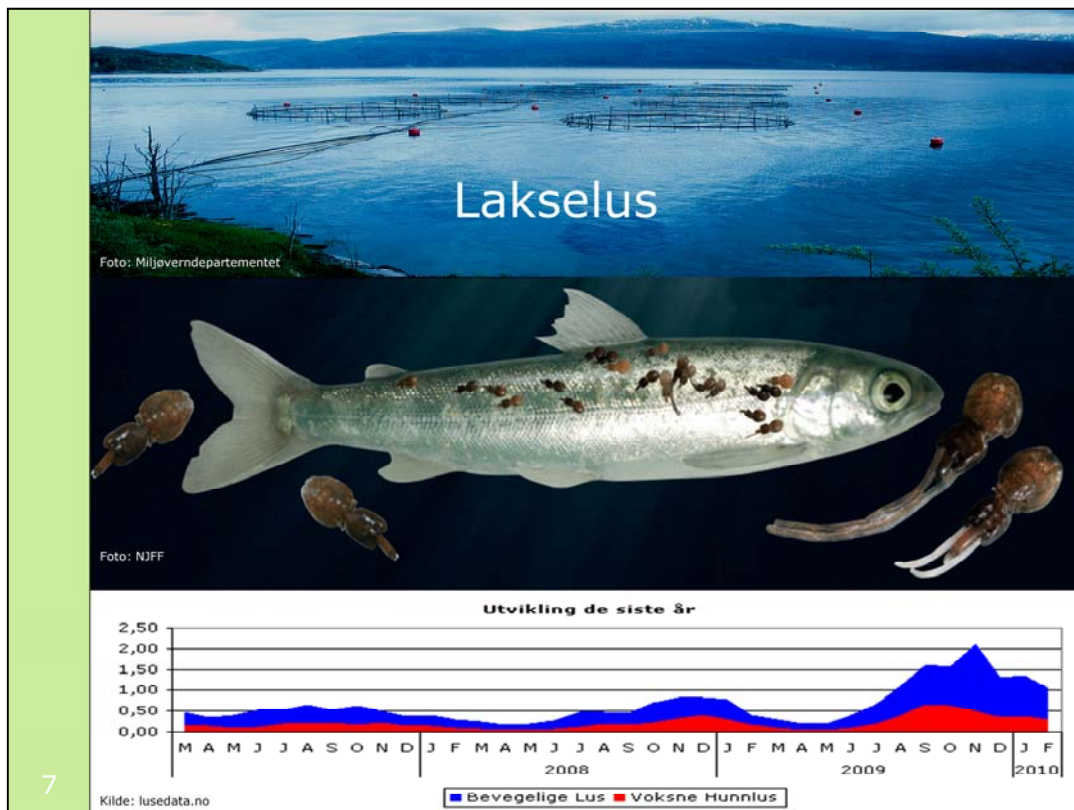 Lakselus
Foto: Miljøverndepartementet
Foto: NJFF
Utvikling de siste år
2,50
2,00
1,50
1,00
0,50
0,00
M A M J J A S O N D J F M A M J J A S O N D J F M A M J J A S O N D J F
2008 2009 2010
Bevegelige Lus Voksne Hunnlus
7
Kilde: lusedata.no